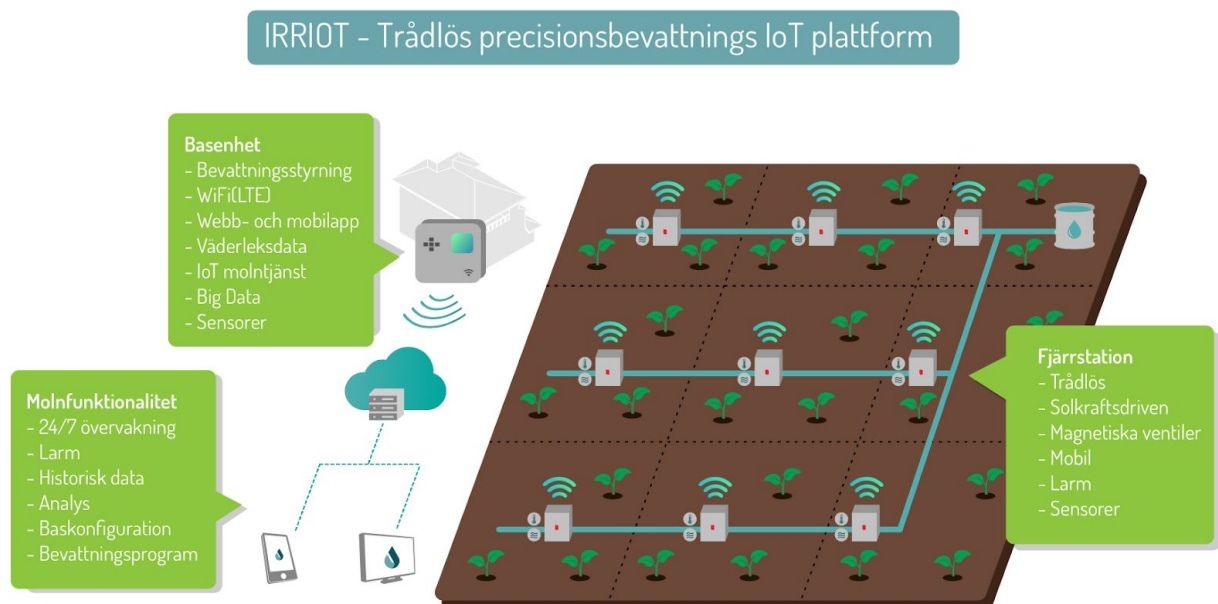 IRRIOT - Trådlös precisionsbevattnings IoT plattform
Basenhet
- Bevattningsstyrning
- WiFi(LTE)
- Webb- och mobilapp
- Väderleksdata
- IoT molntjänst
- Big Data
- Sensorer
Molnfunktionalitet
- 24/7 övervakning
- Larm
- Historisk data
- Analys
- Baskonfiguration
- Bevattningsprogram
Fjärrstation
- Trådlös
- Solkraftsdriven
- Magnetiska ventiler
- Mobil
- Larm
- Sensorer